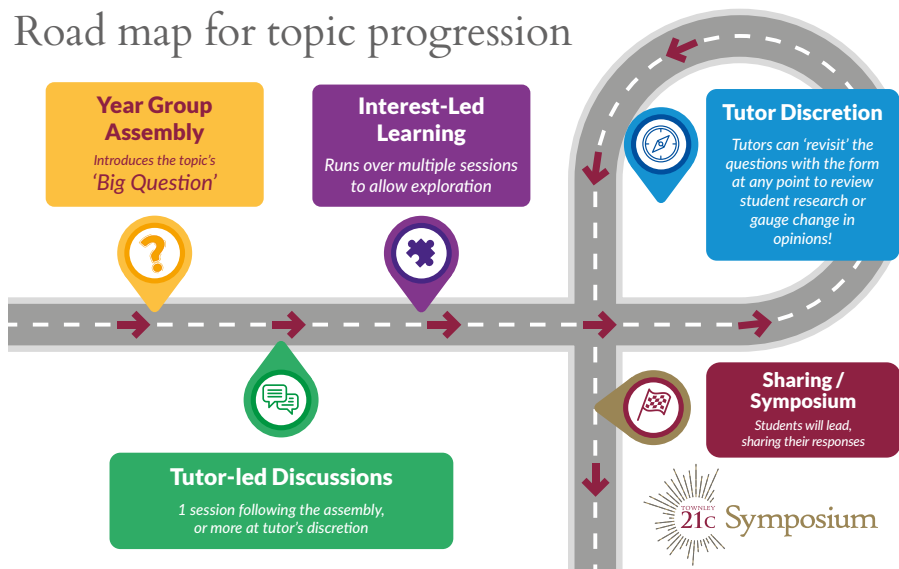 Road map for topic progression
Year Group
Assembly
Introduces the topic's
'Big Question'
Interest-Led
Learning
Runs over multiple sessions
to allow exploration
Tutor Discretion
Tutors can 'revisit' the
questions with the form
at any point to review
student research or
gauge change in
opinions!
Tutor-led Discussions
1 session following the assembly,
or more at tutor's discretion
Sharing /
Symposium
Students will lead,
sharing their responses
TOWNLEY
21c Symposium